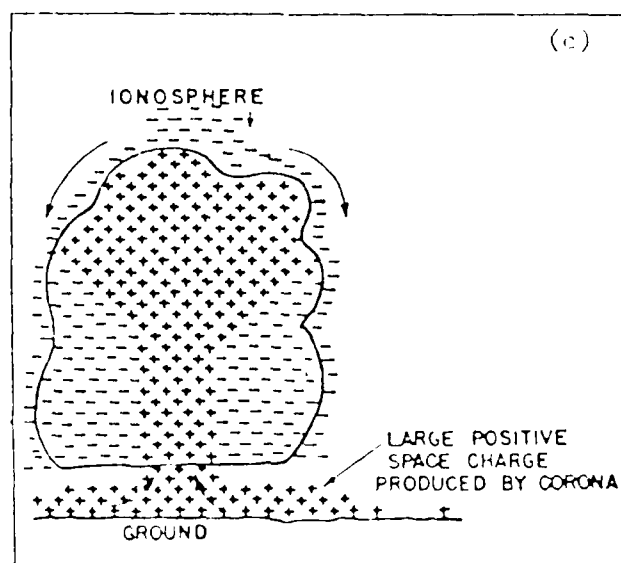 (c)
IONOSPHERE
LARGE POSITIVE
SPACE CHARGE
PRODUCED BY CORONA
GROUND